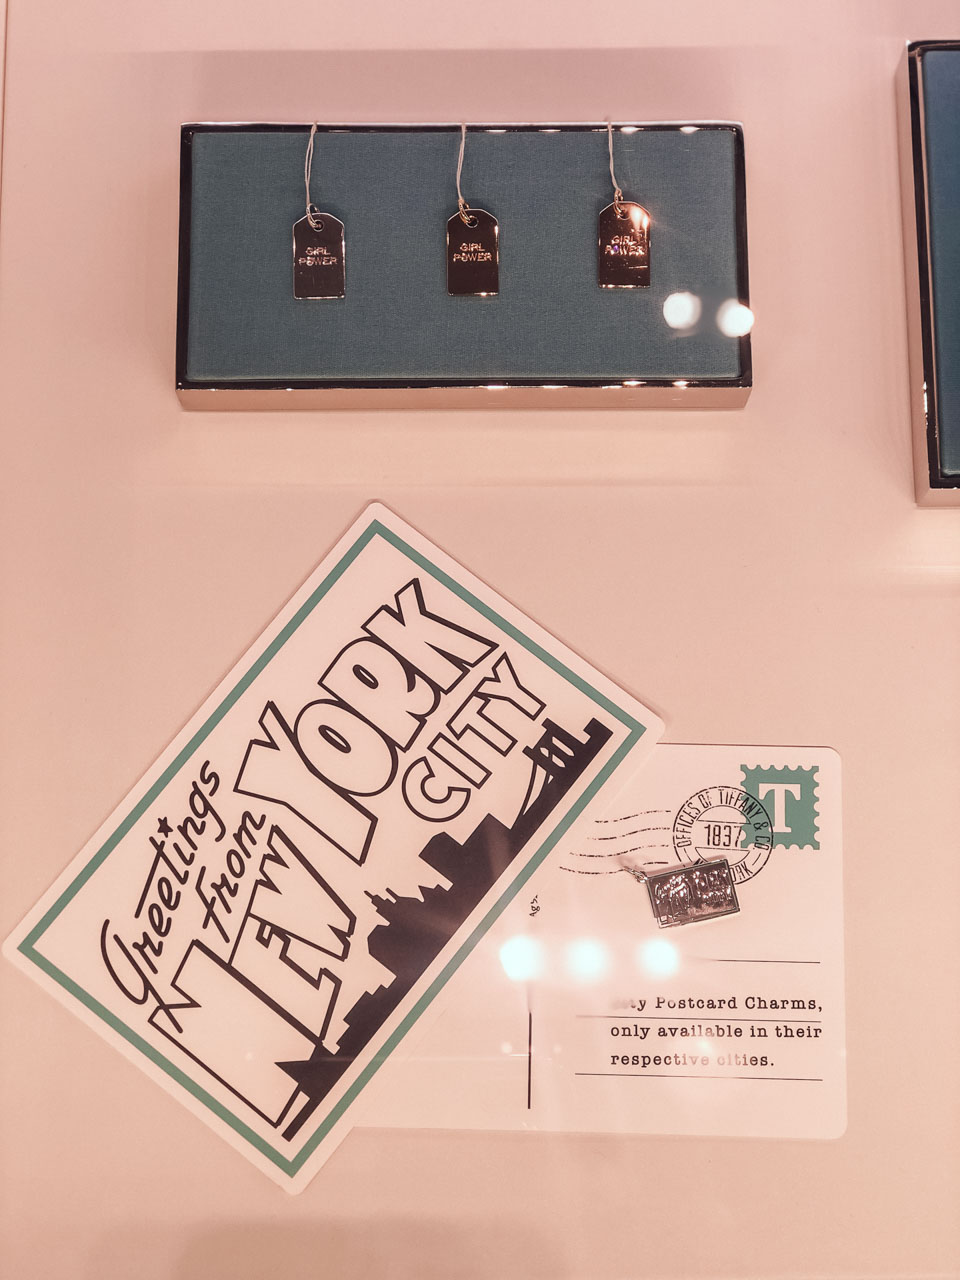 GIRL
POWER
GIRL
POWER
GIRL
POWER
Greetings
from
NEW YORK
CITY
T
OFFICES OF TIFFANY & CO
1837
Postcard Charms,
only available in their
respective cities.